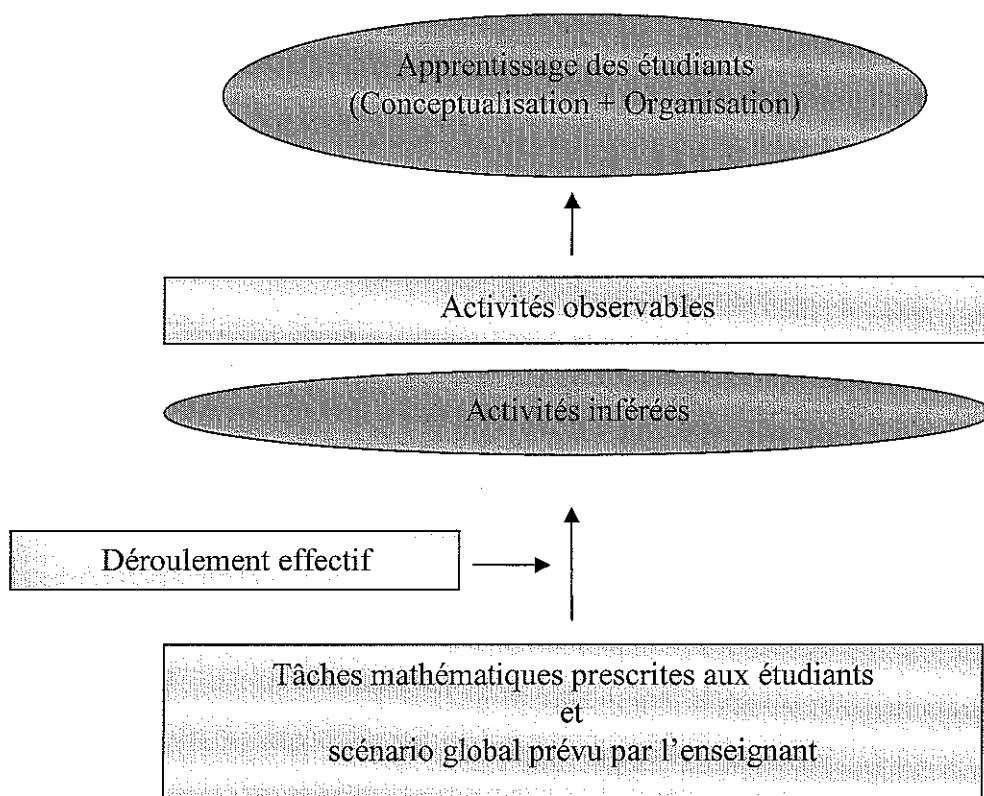 Apprentissage des étudiants
(Conceptualisation + Organisation)
Activités observables
Activités inférées
Déroulement effectif
Tâches mathématiques prescrites aux étudiants
et
scénario global prévu par l'enseignant